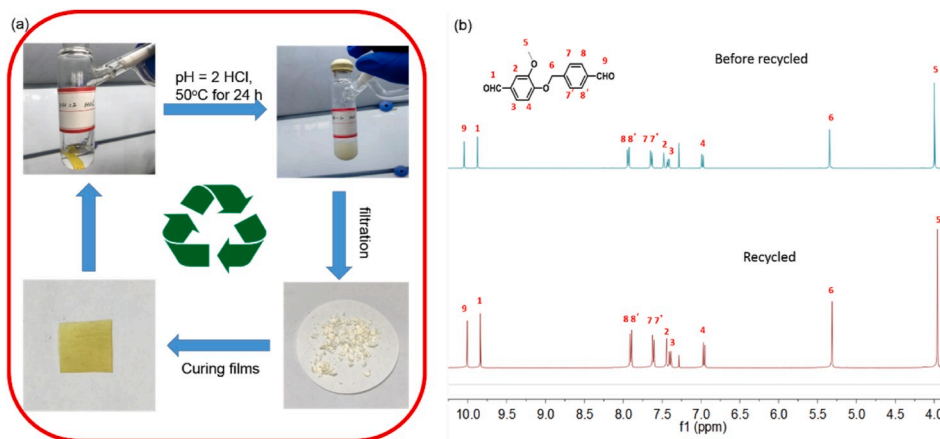 (a)
pH = 2 HCl,
50°C for 24 h
filtration
Curing films
(b)
Before recycled
5
O
1
2
6
7
8
9
OHC
O
CHO
3
4
7'
8'
9 1 8 8' 7 7' 2 3 4 6 5
Recycled
9 1 8 8' 7 7' 2 3 4 6 5
10.0 9.5 9.0 8.5 8.0 7.5 7.0 6.5 6.0 5.5 5.0 4.5 4.0
f1 (ppm)